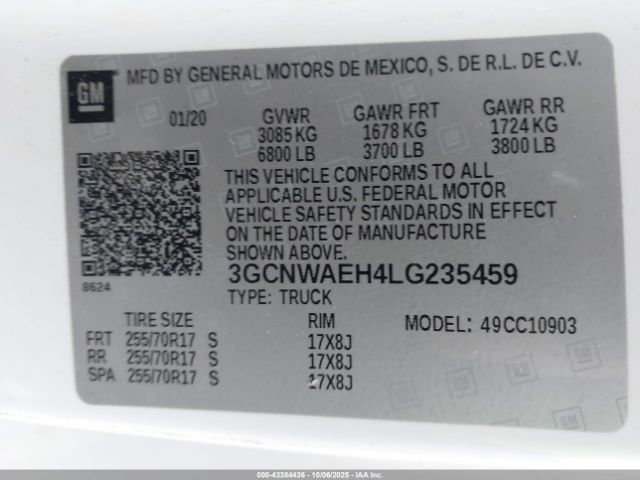 GM
MFD BY GENERAL MOTORS DE MEXICO, S. DE R.L. DE C.V.
01/20 GVWR GAWR FRT GAWR RR
3085 KG 1678 KG 1724 KG
6800 LB 3700 LB 3800 LB
THIS VEHICLE CONFORMS TO ALL
APPLICABLE U.S. FEDERAL MOTOR
VEHICLE SAFETY STANDARDS IN EFFECT
ON THE DATE OF MANUFACTURE
SHOWN ABOVE.
8624
3GCNWAEH4LG235459
TYPE: TRUCK
TIRE SIZE RIM MODEL: 49CC10903
FRT 255/70R17 S 17X8J
RR 255/70R17 S 17X8J
SPA 255/70R17 S 17X8J
000-43384436 - 10/06/2025 - Copyright © 2025 IAA, Inc.